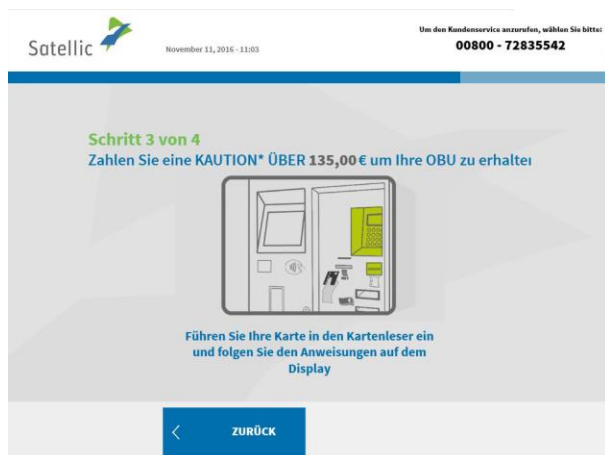 Um den Kundenservice anzurufen, wählen Sie bitte:
Satellic
November 11, 2016 - 11:03
00800 - 72835542
Schritt 3 von 4
Zahlen Sie eine KAUTION* ÜBER 135,00 € um Ihre OBU zu erhalten
Führen Sie Ihre Karte in den Kartenleser ein
und folgen Sie den Anweisungen auf dem
Display
ZURÜCK